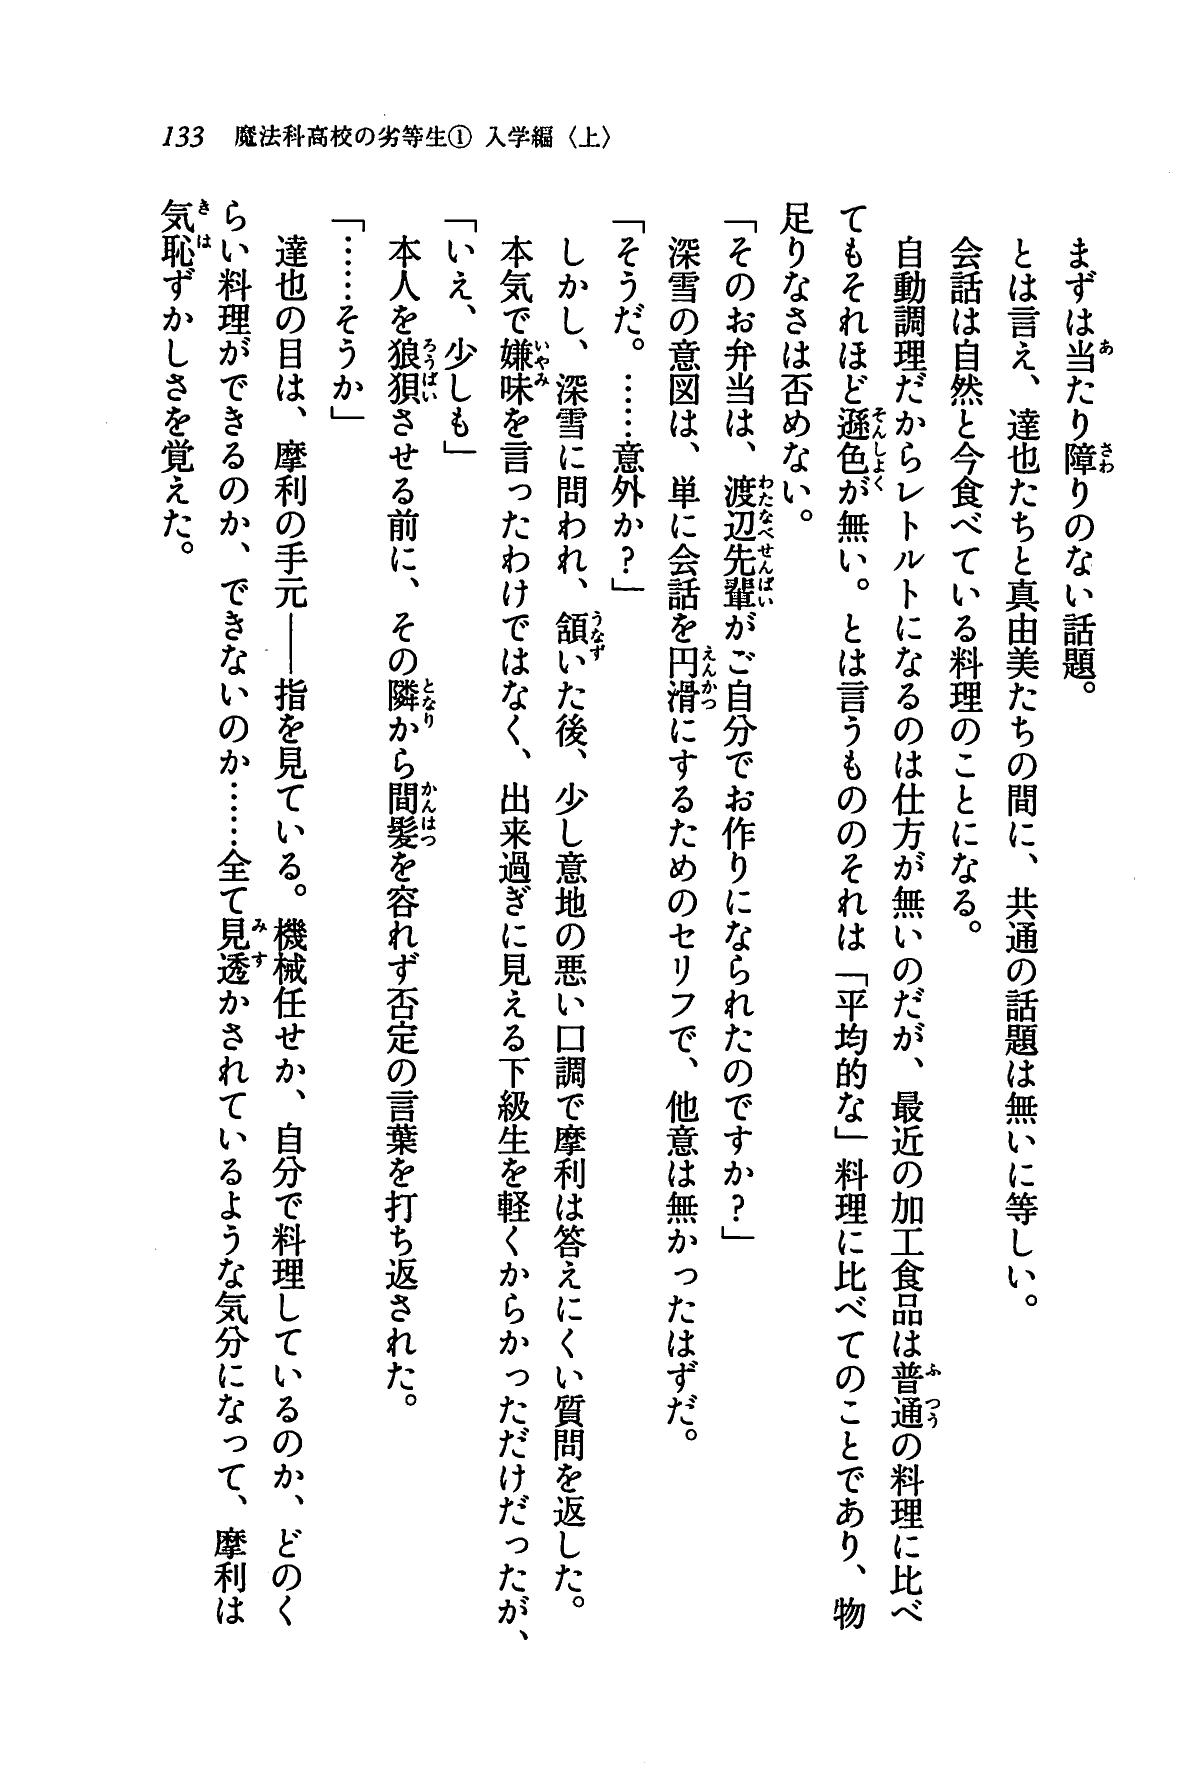 133　魔法科高校の劣等生① 入学編〈上〉
　まずは当たり障りのない話題。
　とは言え、達也たちと真由美たちの間に、共通の話題は無いに等しい。
　会話は自然と今食べている料理のことになる。
　自動調理だからレトルトになるのは仕方が無いのだが、最近の加工食品は普通の料理に比べ
てもそれほど遜色が無い。とは言うもののそれは「平均的な」料理に比べてのことであり、物
足りなさは否めない。
「そのお弁当は、渡辺先輩がご自分でお作りになられたのですか？」
　深雪の意図は、単に会話を円滑にするためのセリフで、他意は無かったはずだ。
「そうだ。……意外か？」
　しかし、深雪に問われ、頷いた後、少し意地の悪い口調で摩利は答えにくい質問を返した。
　本気で嫌味を言ったわけではなく、出来過ぎに見える下級生を軽くからかっただけだったが、
「いえ、少しも」
　本人を狼狽させる前に、その隣から間髪を容れず否定の言葉を打ち返された。
「……そうか」
　達也の目は、摩利の手元――指を見ている。機械任せか、自分で料理しているのか、どのく
らい料理ができるのか、できないのか……全て見透かされているような気分になって、摩利は
気恥ずかしさを覚えた。